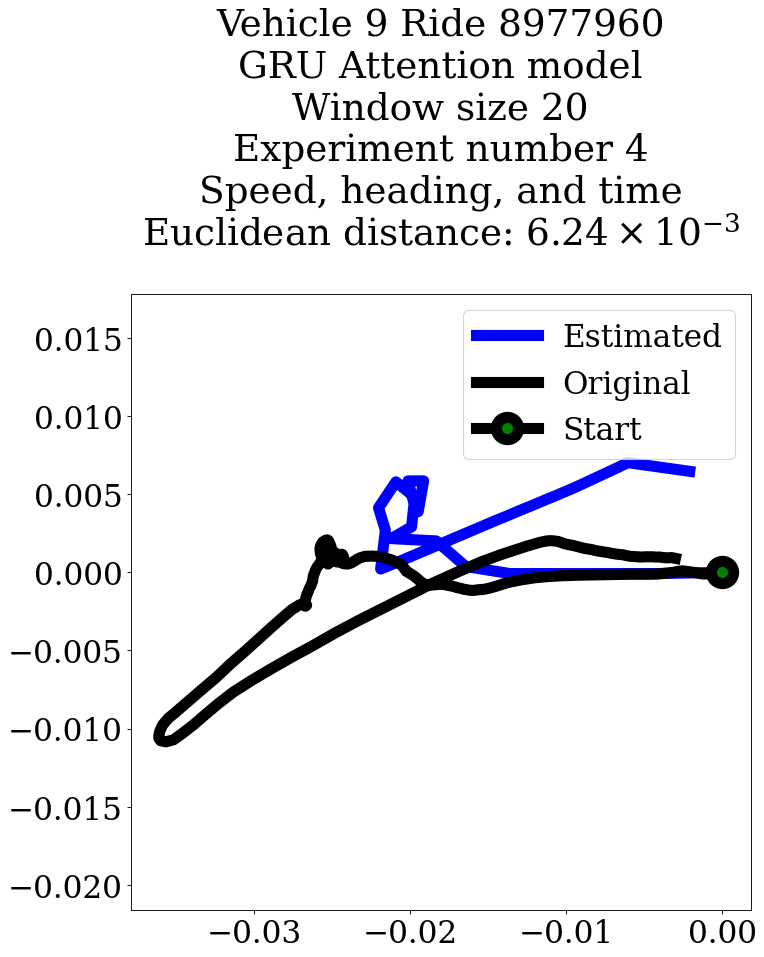 Vehicle 9 Ride 8977960
GRU Attention model
Window size 20
Experiment number 4
Speed, heading, and time
Euclidean distance: 6.24 × 10⁻³
Estimated
Original
Start
0.015
0.010
0.005
0.000
−0.005
−0.010
−0.015
−0.020
−0.03
−0.02
−0.01
0.00